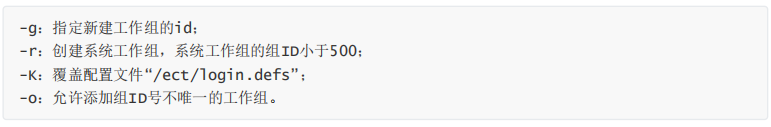 -g：指定新建工作组的id；
-r：创建系统工作组，系统工作组的组ID小于500；
-K：覆盖配置文件“/ect/login.defs”；
-o：允许添加组ID号不唯一的工作组。